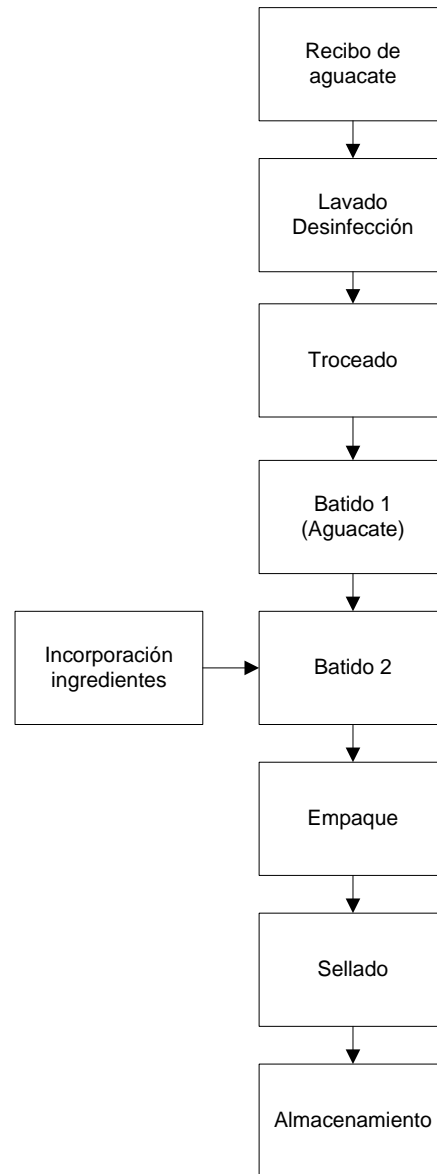 Recibo de
aguacate
Lavado
Desinfección
Troceado
Batido 1
(Aguacate)
Incorporación
ingredientes
Batido 2
Empaque
Sellado
Almacenamiento